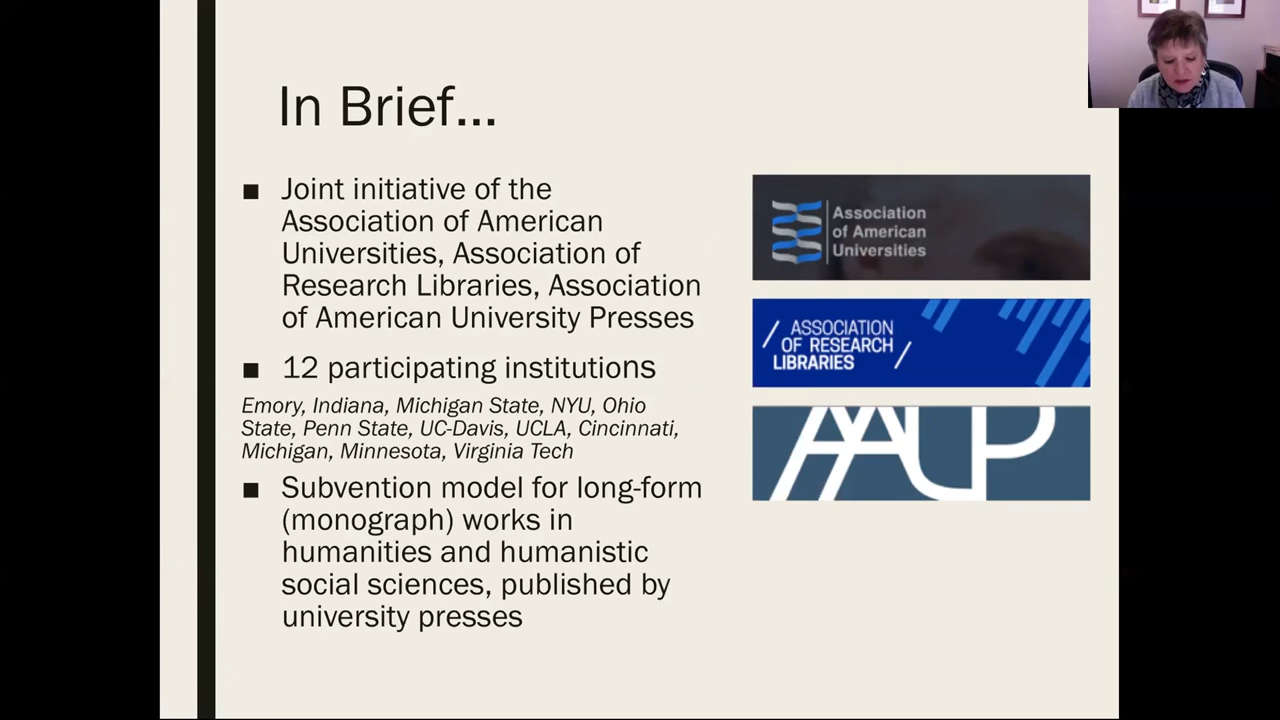 In Brief...
■ Joint initiative of the
Association of American
Universities, Association of
Research Libraries, Association
of American University Presses
■ 12 participating institutions
Emory, Indiana, Michigan State, NYU, Ohio
State, Penn State, UC-Davis, UCLA, Cincinnati,
Michigan, Minnesota, Virginia Tech
■ Subvention model for long-form
(monograph) works in
humanities and humanistic
social sciences, published by
university presses
Association
of American
Universities
/ ASSOCIATION
OF RESEARCH
LIBRARIES /
AAUP